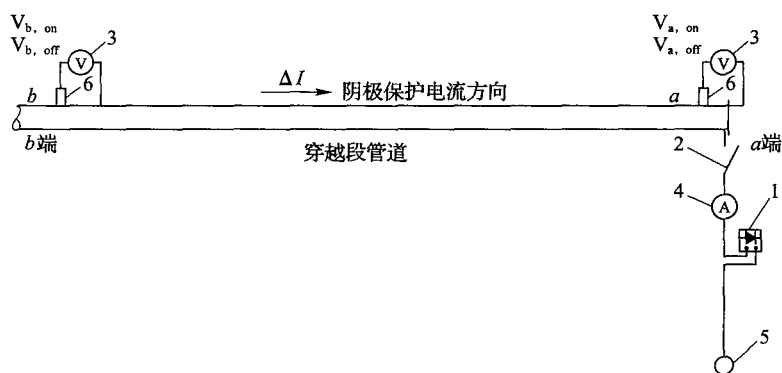 V_b, on
V_b, off
3
V
6
b
b端
ΔI
阴极保护电流方向
穿越段管道
V_a, on
V_a, off
3
V
6
a
a端
2
4
A
1
5